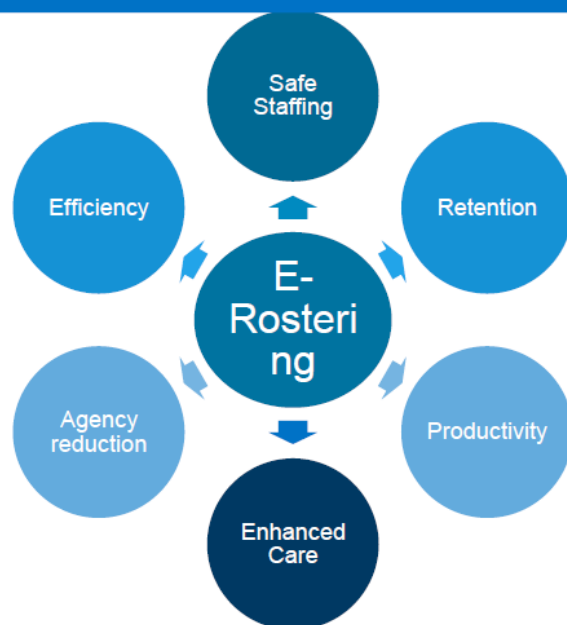 Safe
Staffing
Efficiency
Retention
E-
Rosteri
ng
Agency
reduction
Productivity
Enhanced
Care